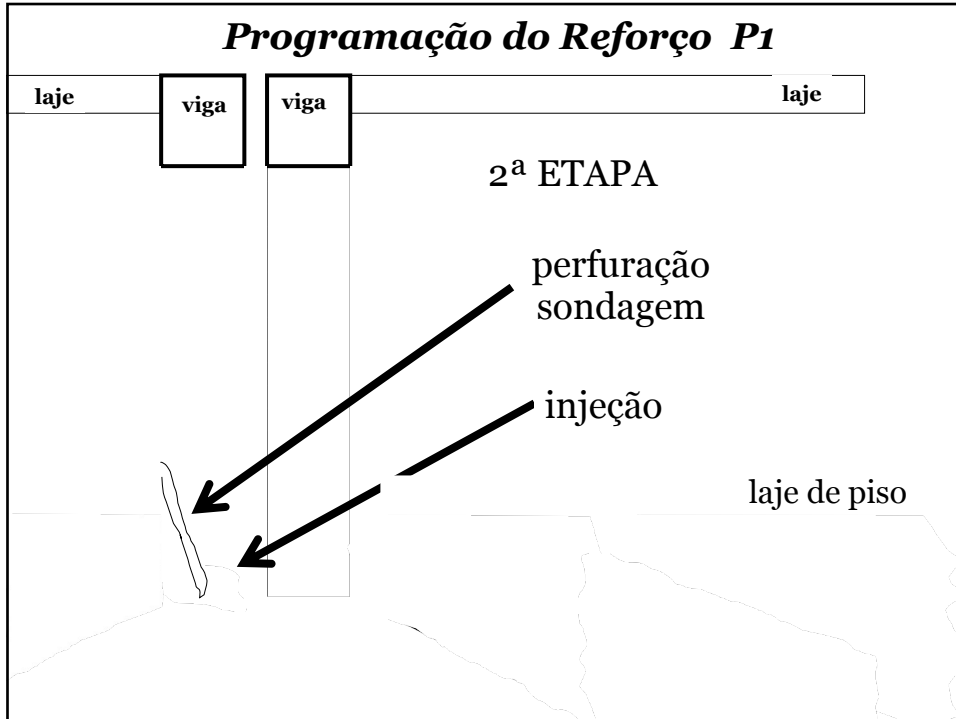 Programação do Reforço P1
laje
viga
viga
laje
2ª ETAPA
perfuração
sondagem
injeção
laje de piso